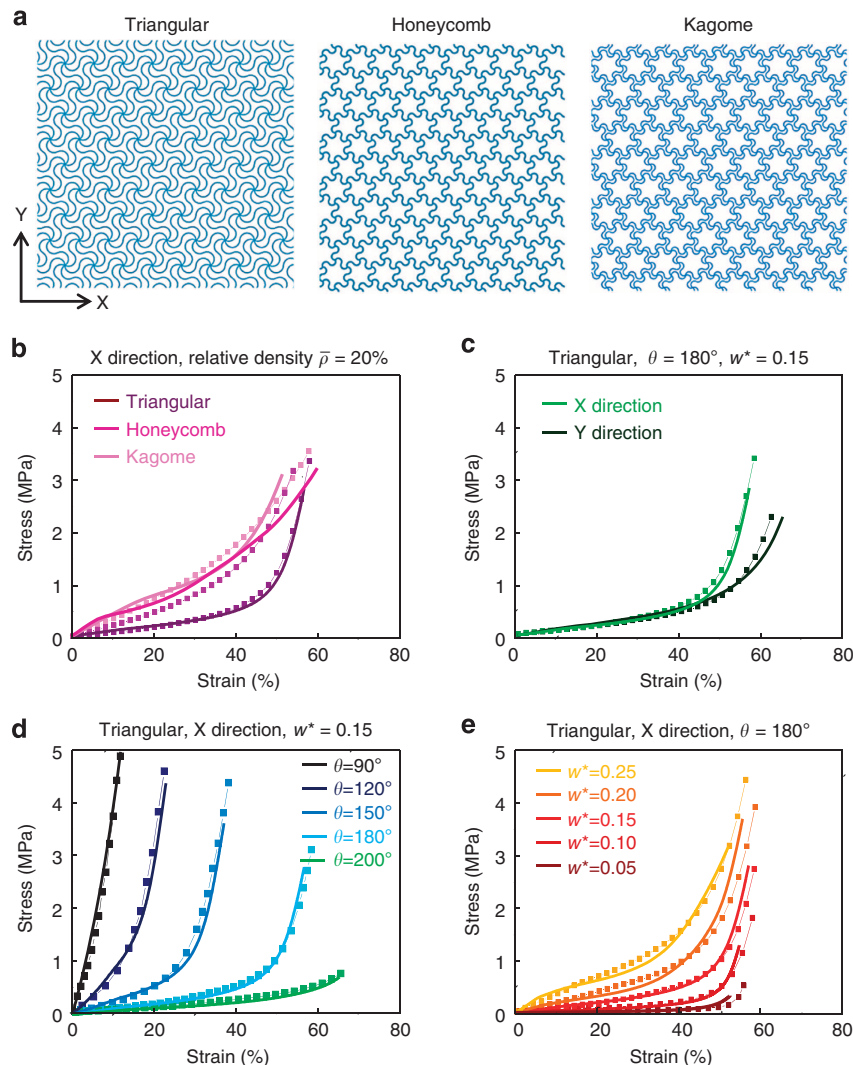 a
Triangular Honeycomb Kagome
Y
X
b
X direction, relative density ρ̄ = 20%
5
4
3
2
1
0
Stress (MPa)
Triangular
Honeycomb
Kagome
0 20 40 60 80
Strain (%)
c
Triangular, θ = 180°, w* = 0.15
5
4
3
2
1
0
Stress (MPa)
X direction
Y direction
0 20 40 60 80
Strain (%)
d
Triangular, X direction, w* = 0.15
5
4
3
2
1
0
Stress (MPa)
θ=90°
θ=120°
θ=150°
θ=180°
θ=200°
0 20 40 60 80
Strain (%)
e
Triangular, X direction, θ = 180°
5
4
3
2
1
0
Stress (MPa)
w*=0.25
w*=0.20
w*=0.15
w*=0.10
w*=0.05
0 20 40 60 80
Strain (%)